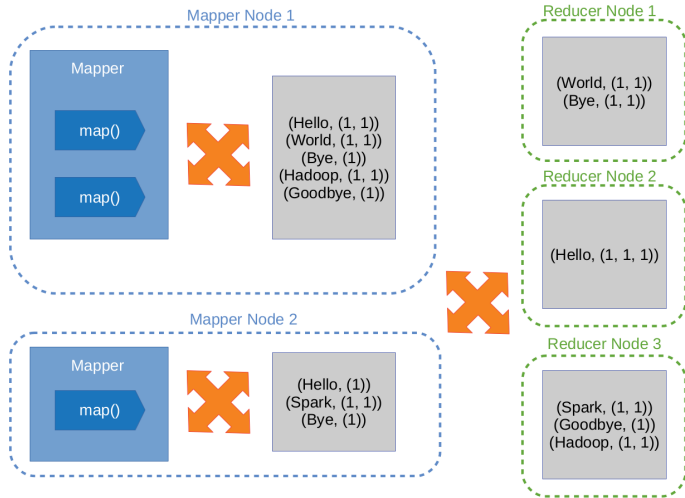 Mapper Node 1
Mapper
map()
map()
(Hello, (1, 1))
(World, (1, 1))
(Bye, (1))
(Hadoop, (1, 1))
(Goodbye, (1))
Mapper Node 2
Mapper
map()
(Hello, (1))
(Spark, (1, 1))
(Bye, (1))
Reducer Node 1
(World, (1, 1))
(Bye, (1, 1))
Reducer Node 2
(Hello, (1, 1, 1))
Reducer Node 3
(Spark, (1, 1))
(Goodbye, (1))
(Hadoop, (1, 1))